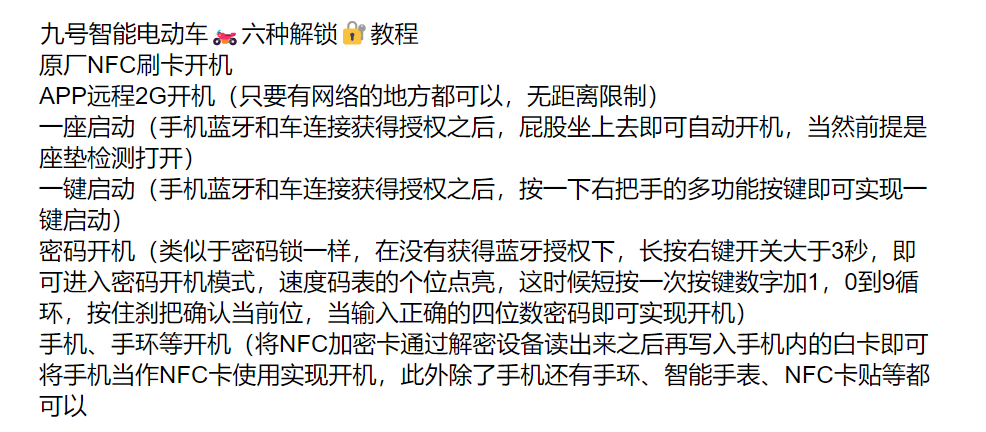 九号智能电动车🏍️六种解锁🔐教程
原厂NFC刷卡开机
APP远程2G开机（只要有网络的地方都可以，无距离限制）
一座启动（手机蓝牙和车连接获得授权之后，屁股坐上去即可自动开机，当然前提是
座垫检测打开）
一键启动（手机蓝牙和车连接获得授权之后，按一下右把手的多功能按键即可实现一
键启动）
密码开机（类似于密码锁一样，在没有获得蓝牙授权下，长按右键开关大于3秒，即
可进入密码开机模式，速度码表的个位点亮，这时候短按一次按键数字加1，0到9循
环，按住刹把确认当前位，当输入正确的四位数密码即可实现开机）
手机、手环等开机（将NFC加密卡通过解密设备读出来之后再写入手机内的白卡即可
将手机当作NFC卡使用实现开机，此外除了手机还有手环、智能手表、NFC卡贴等都
可以